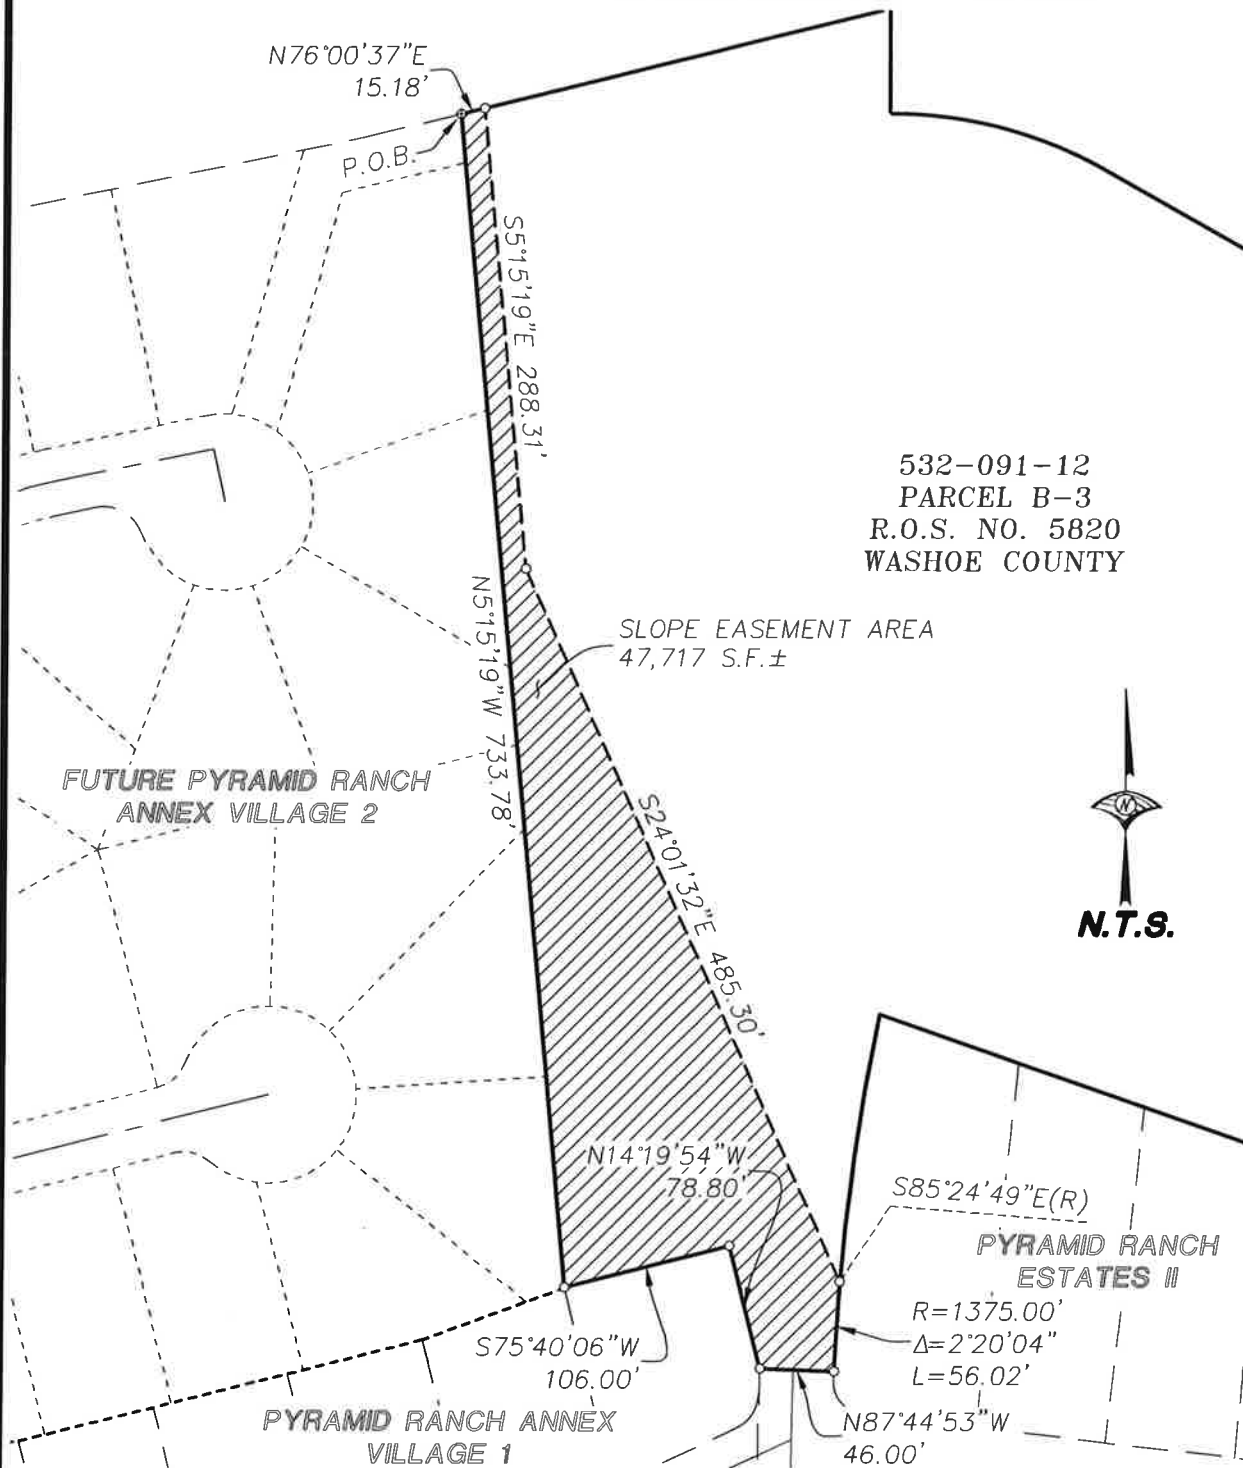 N76°00'37"E
15.18'
P.O.B.
S5°15'19"E 288.31'
532-091-12
PARCEL B-3
R.O.S. NO. 5820
WASHOE COUNTY
N5°15'19"W 733.78'
SLOPE EASEMENT AREA
47,717 S.F.±
FUTURE PYRAMID RANCH
ANNEX VILLAGE 2
S24°01'32"E 485.30'
N
N.T.S.
N14°19'54"W
78.80'
S85°24'49"E(R)
PYRAMID RANCH
ESTATES II
R=1375.00'
Δ=2°20'04"
L=56.02'
S75°40'06"W
106.00'
PYRAMID RANCH ANNEX
VILLAGE 1
N87°44'53"W
46.00'